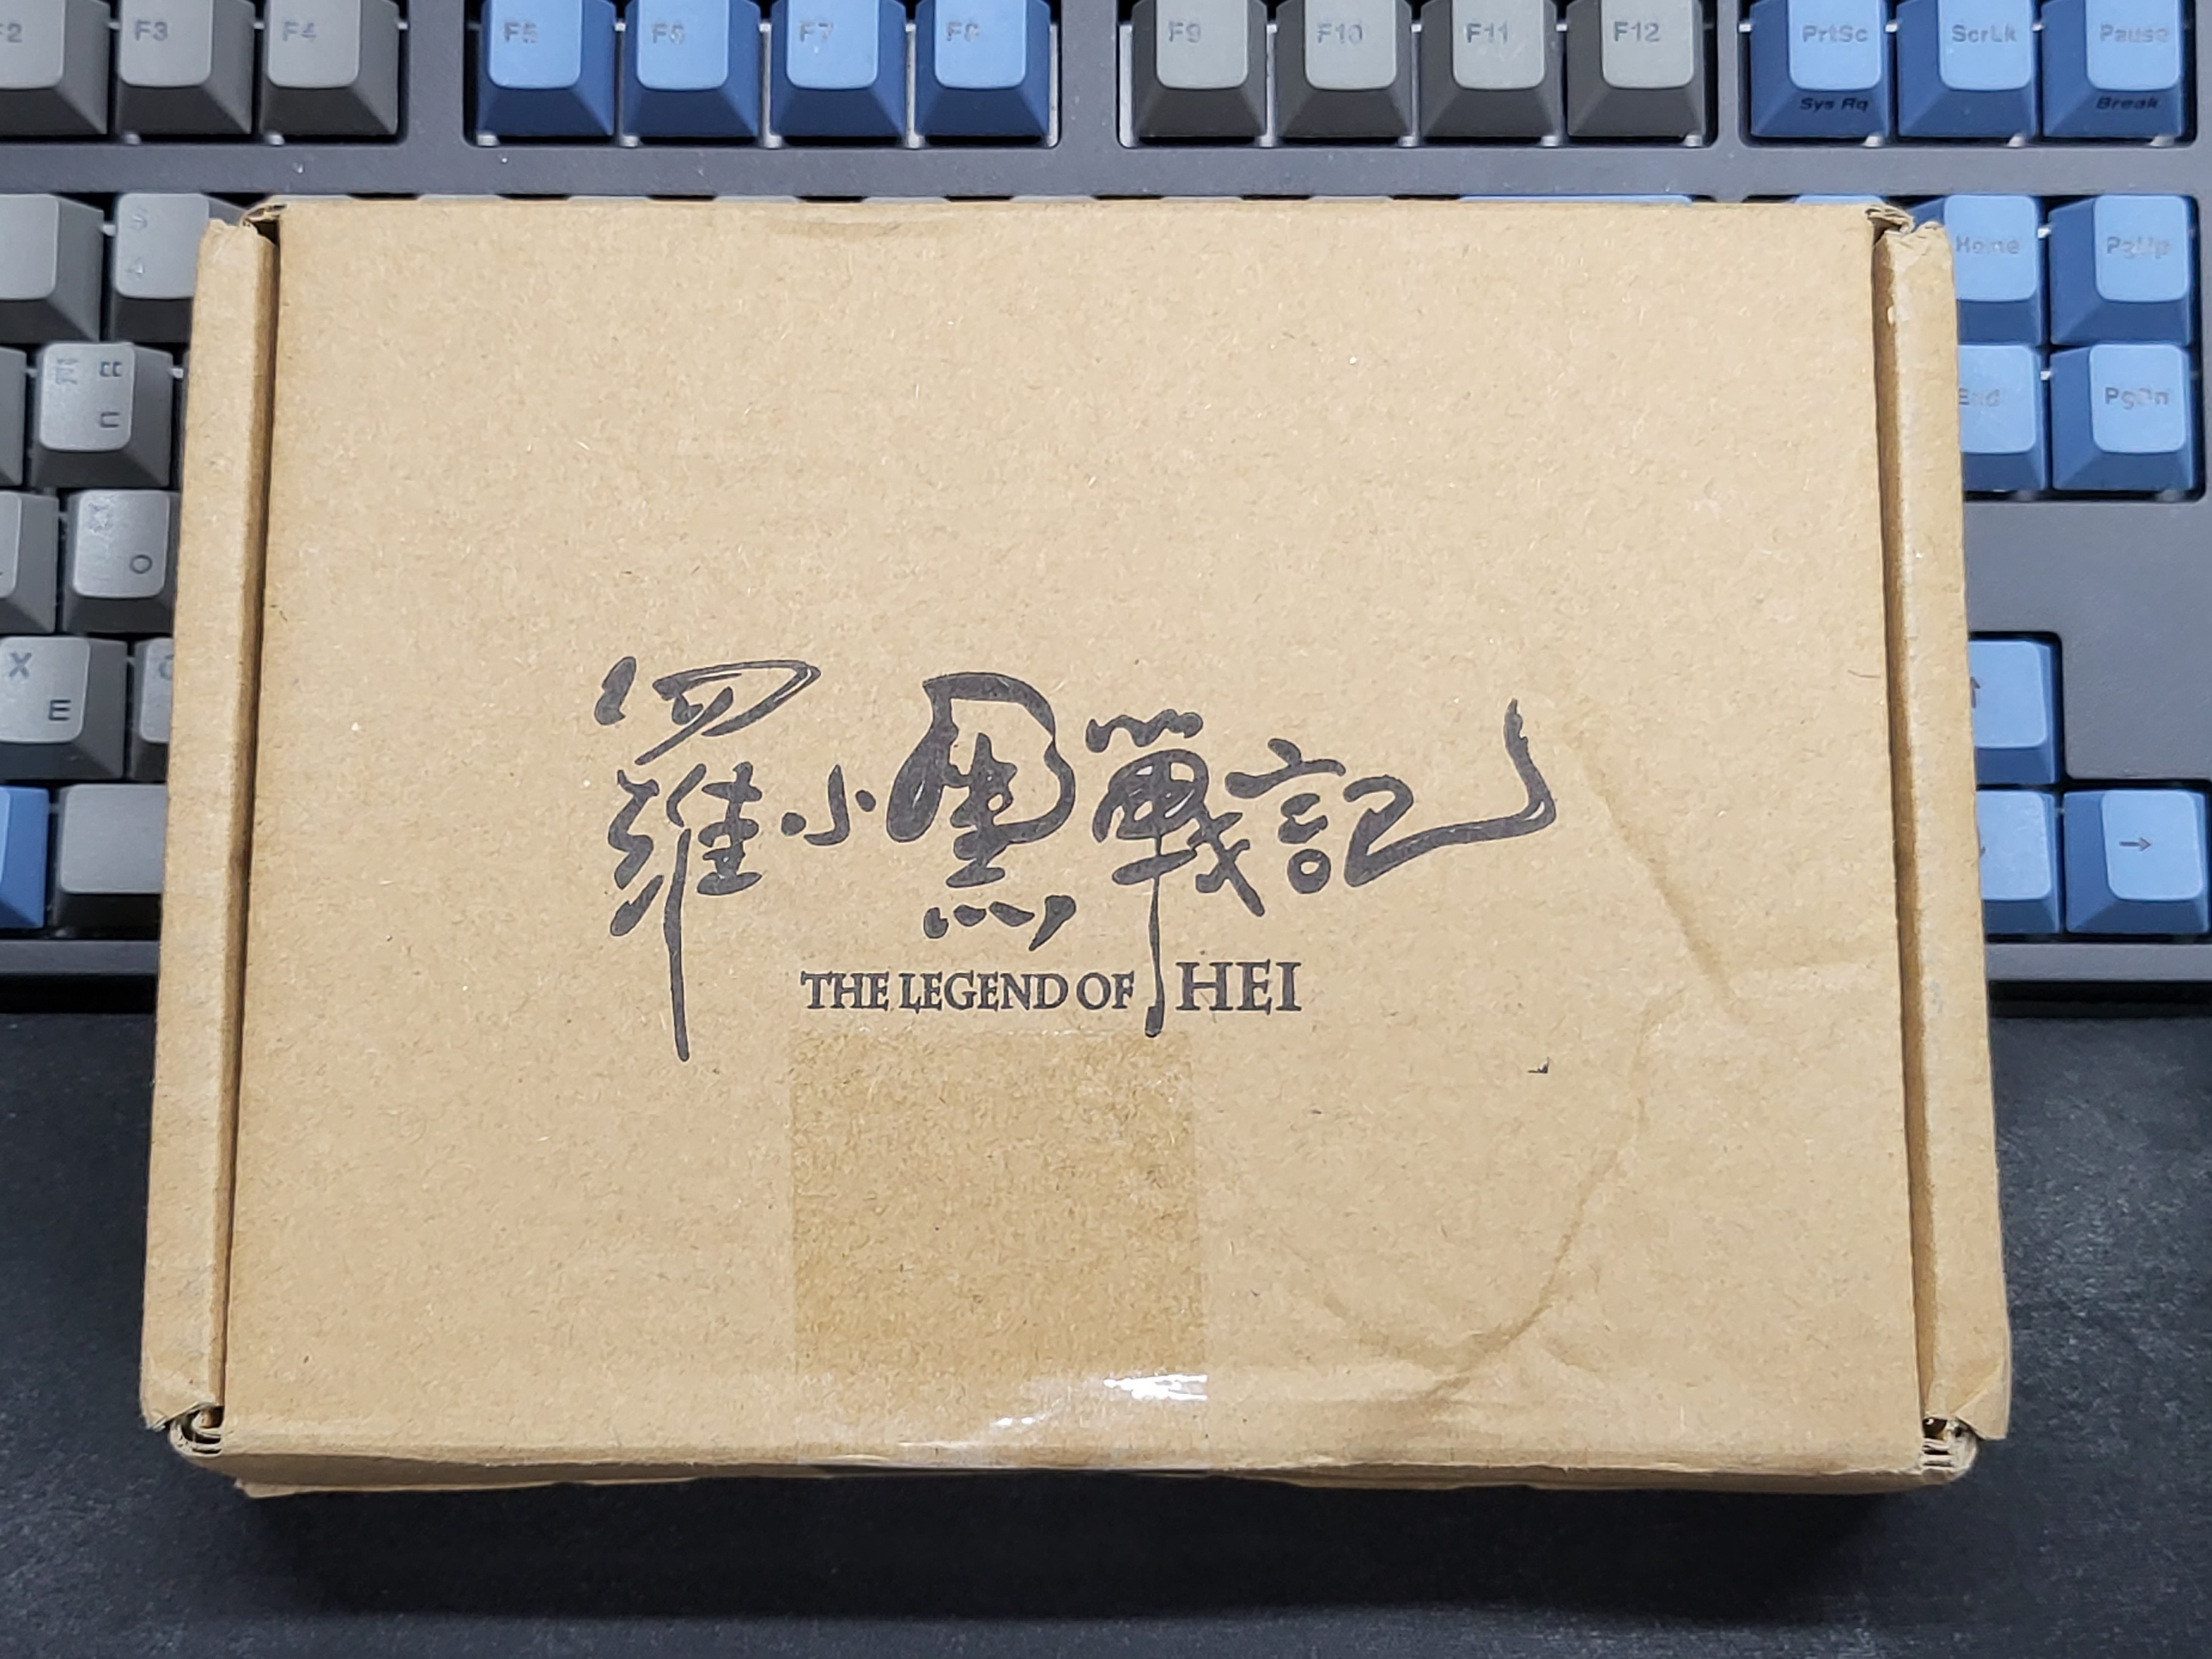 F2 F3 F4 F5 F6 F7 F8 F9 F10 F11 F12 PrtSc ScrLk Pause
Sys Rq Break
Home PgUp
End PgDn
O
X
E
→
羅小黑戰記
THE LEGEND OF HEI